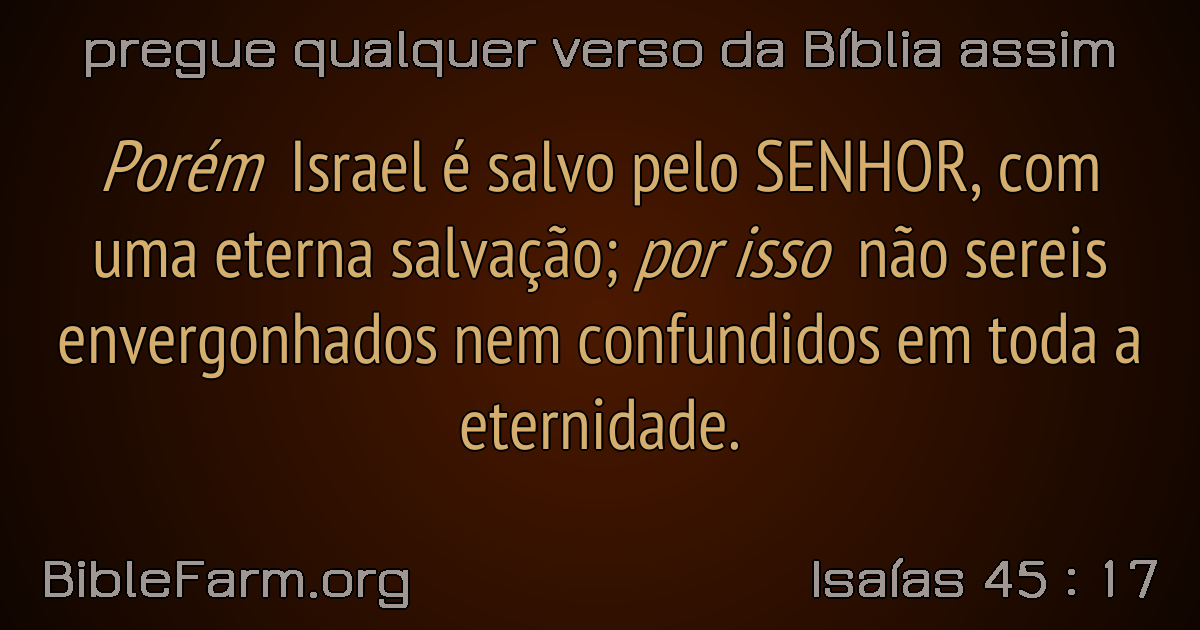 pregue qualquer verso da Bíblia assim
Porém Israel é salvo pelo SENHOR, com
uma eterna salvação; por isso não sereis
envergonhados nem confundidos em toda a
eternidade.
BibleFarm.org
Isaías 45 : 17